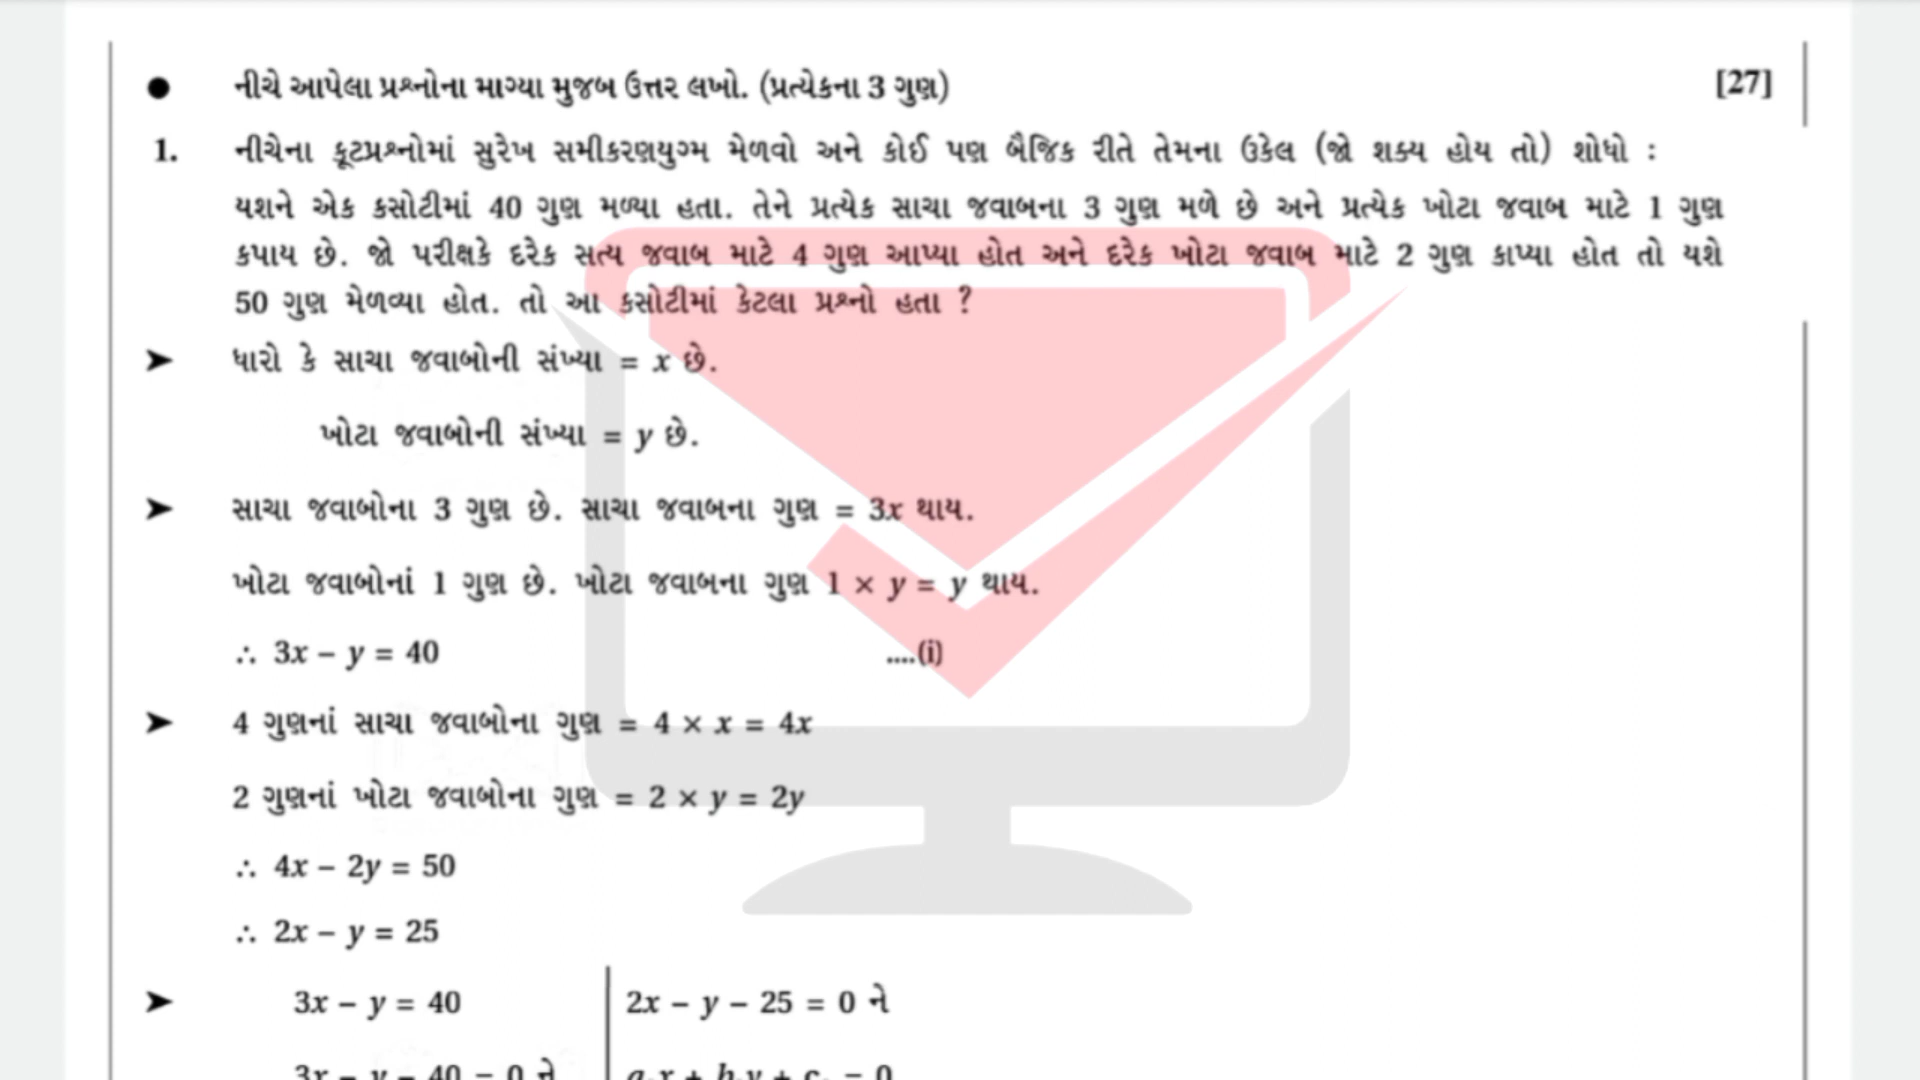 ● નીચે આપેલા પ્રશ્નોના માગ્યા મુજબ ઉત્તર લખો. (પ્રત્યેકના 3 ગુણ) [27]
1. નીચેના કૂટપ્રશ્નોમાં સુરેખ સમીકરણયુગ્મ મેળવો અને કોઈ પણ બૈજિક રીતે તેમના ઉકેલ (જો શક્ય હોય તો) શોધો :
યશને એક કસોટીમાં 40 ગુણ મળ્યા હતા. તેને પ્રત્યેક સાચા જવાબના 3 ગુણ મળે છે અને પ્રત્યેક ખોટા જવાબ માટે 1 ગુણ
કપાય છે. જો પરીક્ષકે દરેક સત્ય જવાબ માટે 4 ગુણ આપ્યા હોત અને દરેક ખોટા જવાબ માટે 2 ગુણ કાપ્યા હોત તો યશે
50 ગુણ મેળવ્યા હોત. તો આ કસોટીમાં કેટલા પ્રશ્નો હતા ?
➤ ધારો કે સાચા જવાબોની સંખ્યા = x છે.
ખોટા જવાબોની સંખ્યા = y છે.
➤ સાચા જવાબોના 3 ગુણ છે. સાચા જવાબના ગુણ = 3x થાય.
ખોટા જવાબોનાં 1 ગુણ છે. ખોટા જવાબના ગુણ 1 × y = y થાય.
∴ 3x – y = 40 ....(i)
➤ 4 ગુણનાં સાચા જવાબોના ગુણ = 4 × x = 4x
2 ગુણનાં ખોટા જવાબોના ગુણ = 2 × y = 2y
∴ 4x – 2y = 50
∴ 2x – y = 25
➤ 3x – y = 40 | 2x – y – 25 = 0 ને
3x – y – 40 = 0 ને